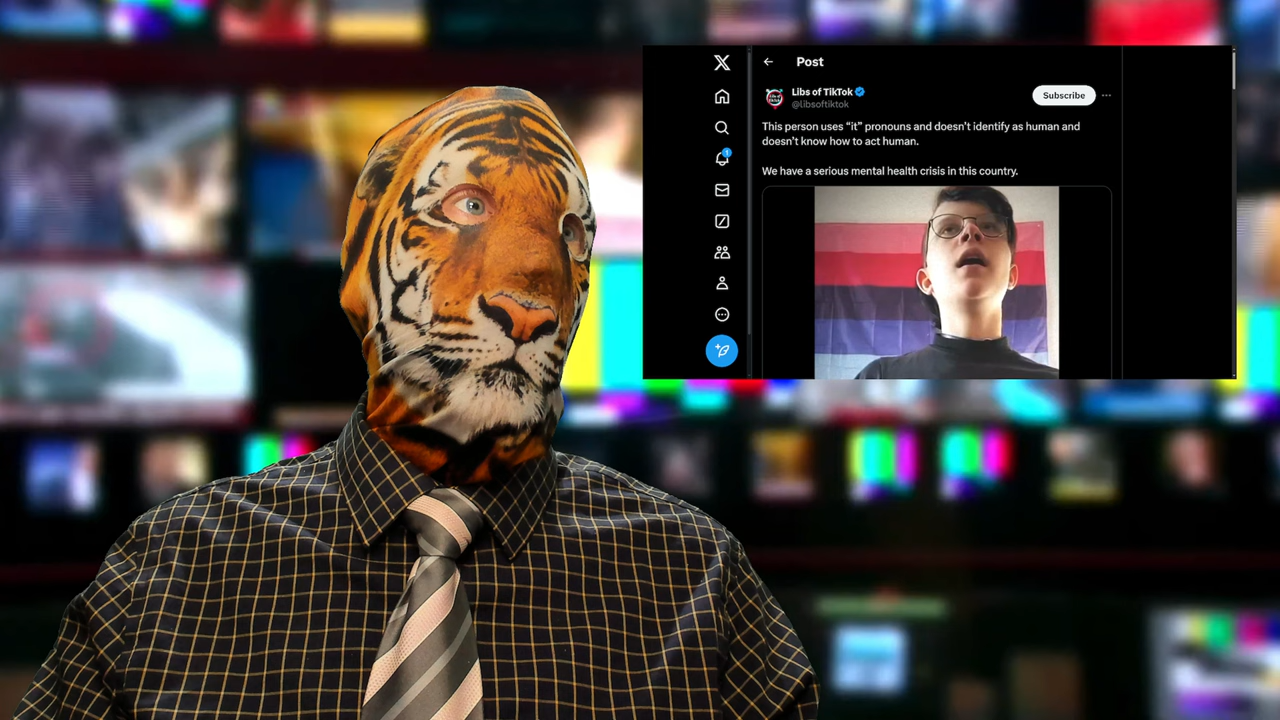 Post
Libs of TikTok
@libsoftiktok
Subscribe
This person uses “it” pronouns and doesn’t identify as human and
doesn’t know how to act human.
We have a serious mental health crisis in this country.